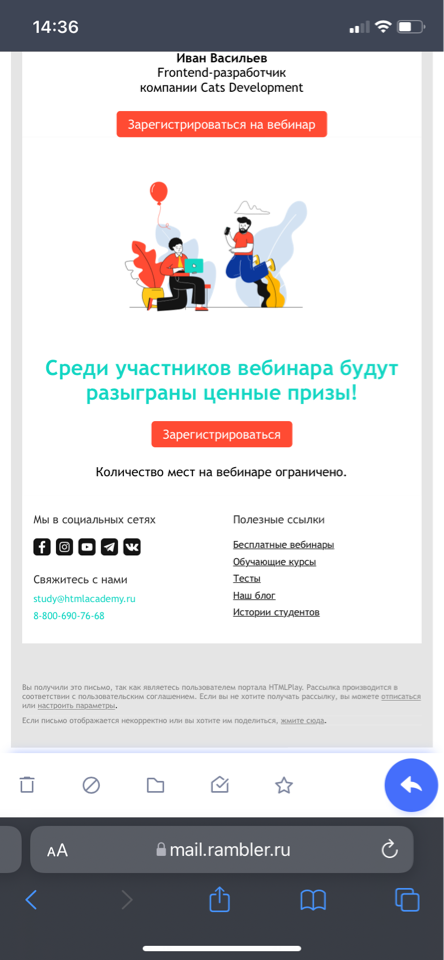 14:36
Иван Васильев
Frontend-разработчик
компании Cats Development
Зарегистрироваться на вебинар
Среди участников вебинара будут
разыграны ценные призы!
Зарегистрироваться
Количество мест на вебинаре ограничено.
Мы в социальных сетях
Свяжитесь с нами
study@htmlacademy.ru
8-800-690-76-68
Полезные ссылки
Бесплатные вебинары
Обучающие курсы
Тесты
Наш блог
Истории студентов
Вы получили это письмо, так как являетесь пользователем портала HTMLPlay. Рассылка производится в
соответствии с пользовательским соглашением. Если вы не хотите получать рассылку, вы можете отписаться
или настроить параметры.
Если письмо отображается некорректно или вы хотите им поделиться, жмите сюда.
AA
mail.rambler.ru